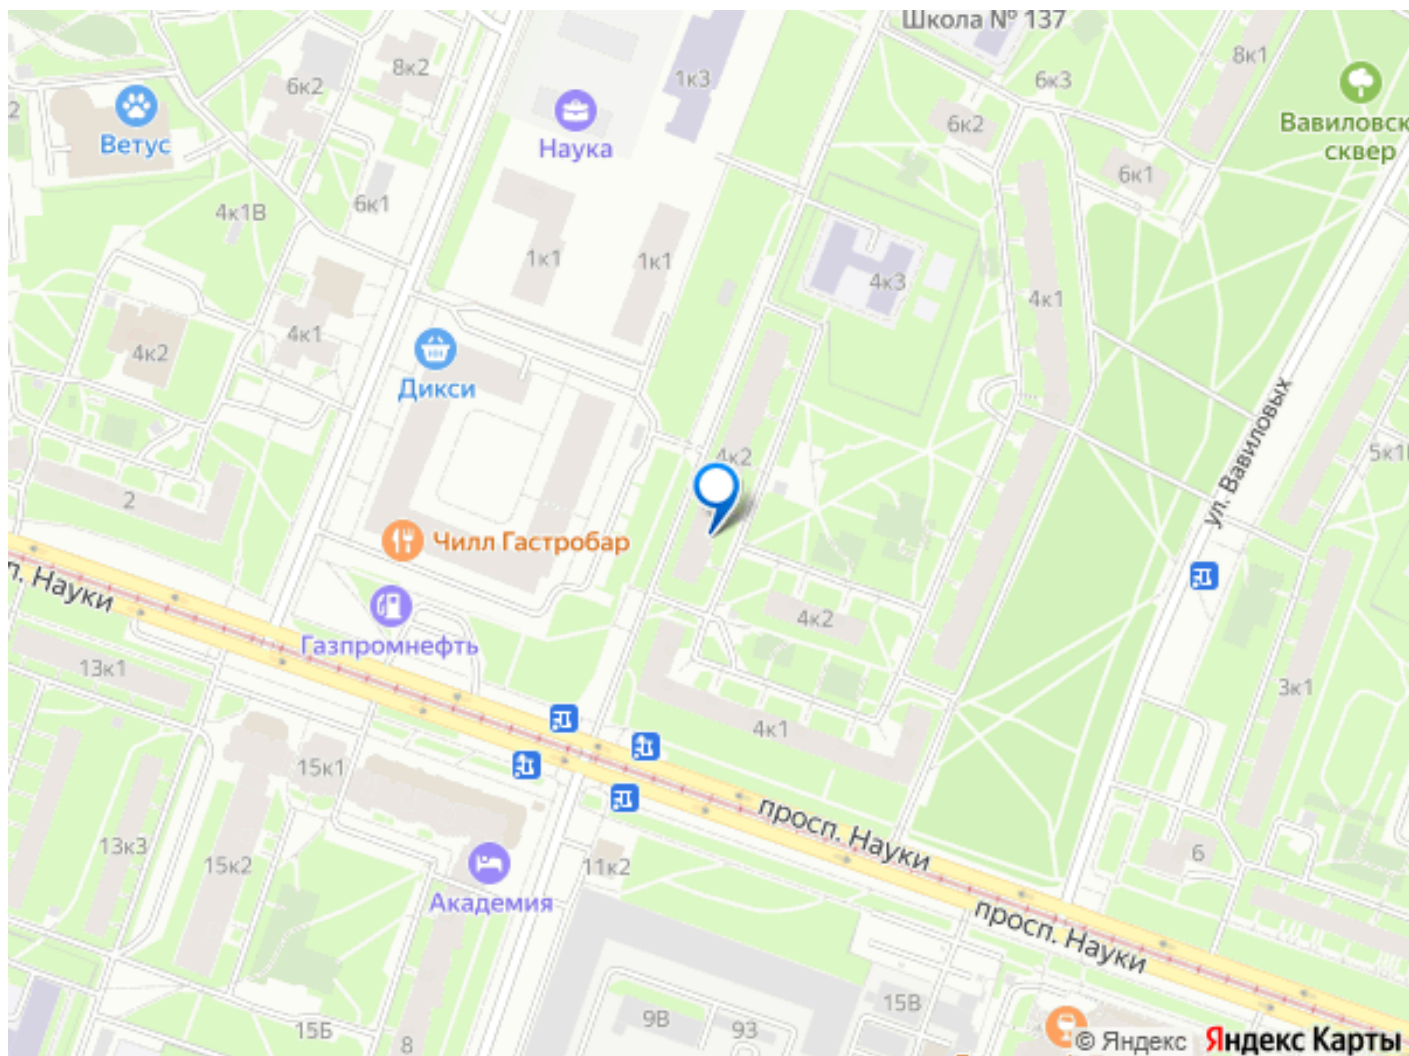 Школа № 137
8к1
8к2
1к3
6к3
6к2
2
Ветус
Наука
6к2
Вавиловск
сквер
6к1
6к1
4к1В
1к1
1к1
4к3
4к1
4к1
4к2
Дикси
ул. Вавиловых
4к2
5к1
2
Чилл Гастробар
л. Науки
4к2
Газпромнефть
13к1
3к1
4к1
15к1
просп. Науки
13к3
15к2
11к2
6
Академия
просп. Науки
15В
9В
93
15Б
8
© Яндекс
Яндекс Карты